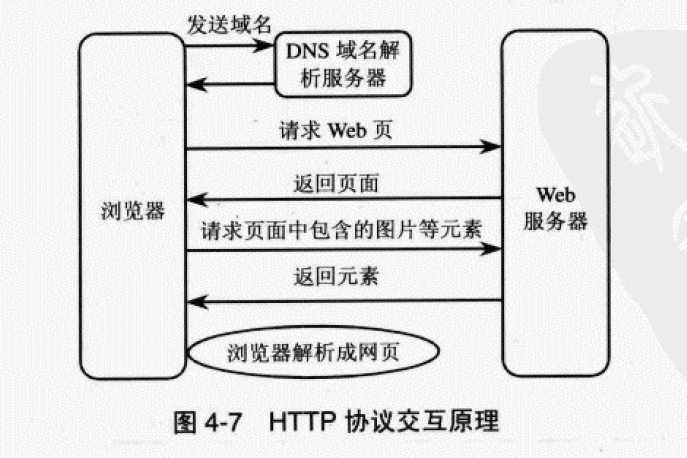 发送域名
DNS 域名解
析服务器
请求 Web 页
返回页面
浏览器
Web
服务器
请求页面中包含的图片等元素
返回元素
浏览器解析成网页
图 4-7 HTTP 协议交互原理